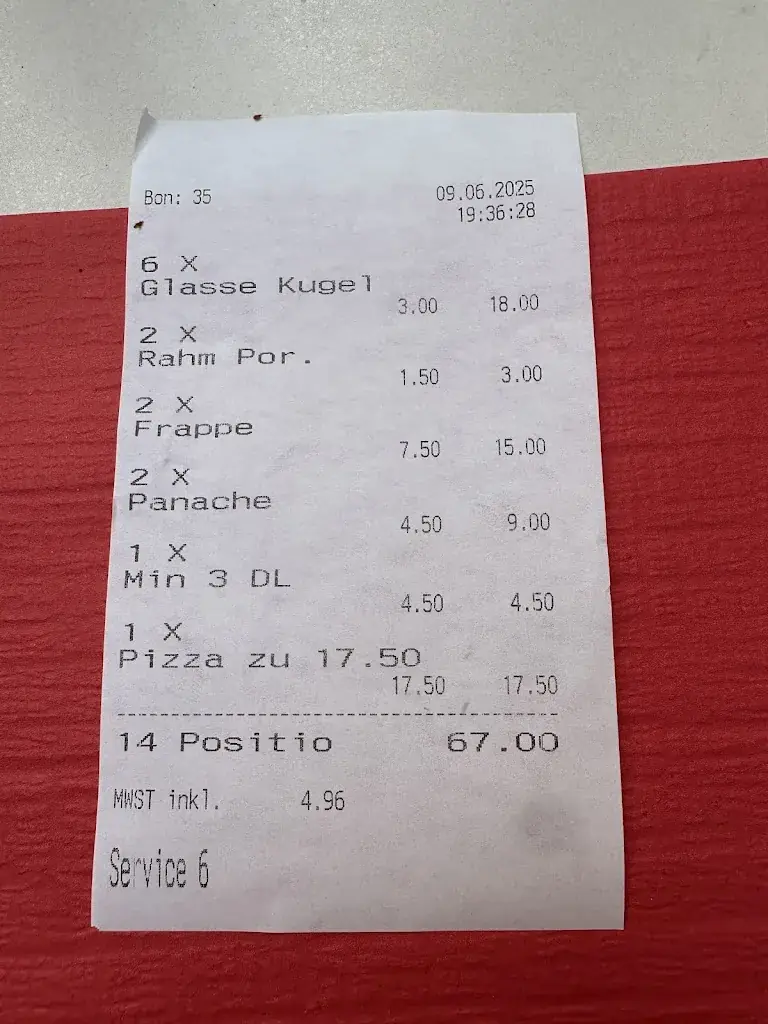 Bon: 35 09.06.2025
19:36:28
6 X
Glasse Kugel
3.00 18.00
2 X
Rahm Por.
1.50 3.00
2 X
Frappe
7.50 15.00
2 X
Panache
4.50 9.00
1 X
Min 3 DL
4.50 4.50
1 X
Pizza zu 17.50
17.50 17.50
14 Positio 67.00
MWST inkl. 4.96
Service 6